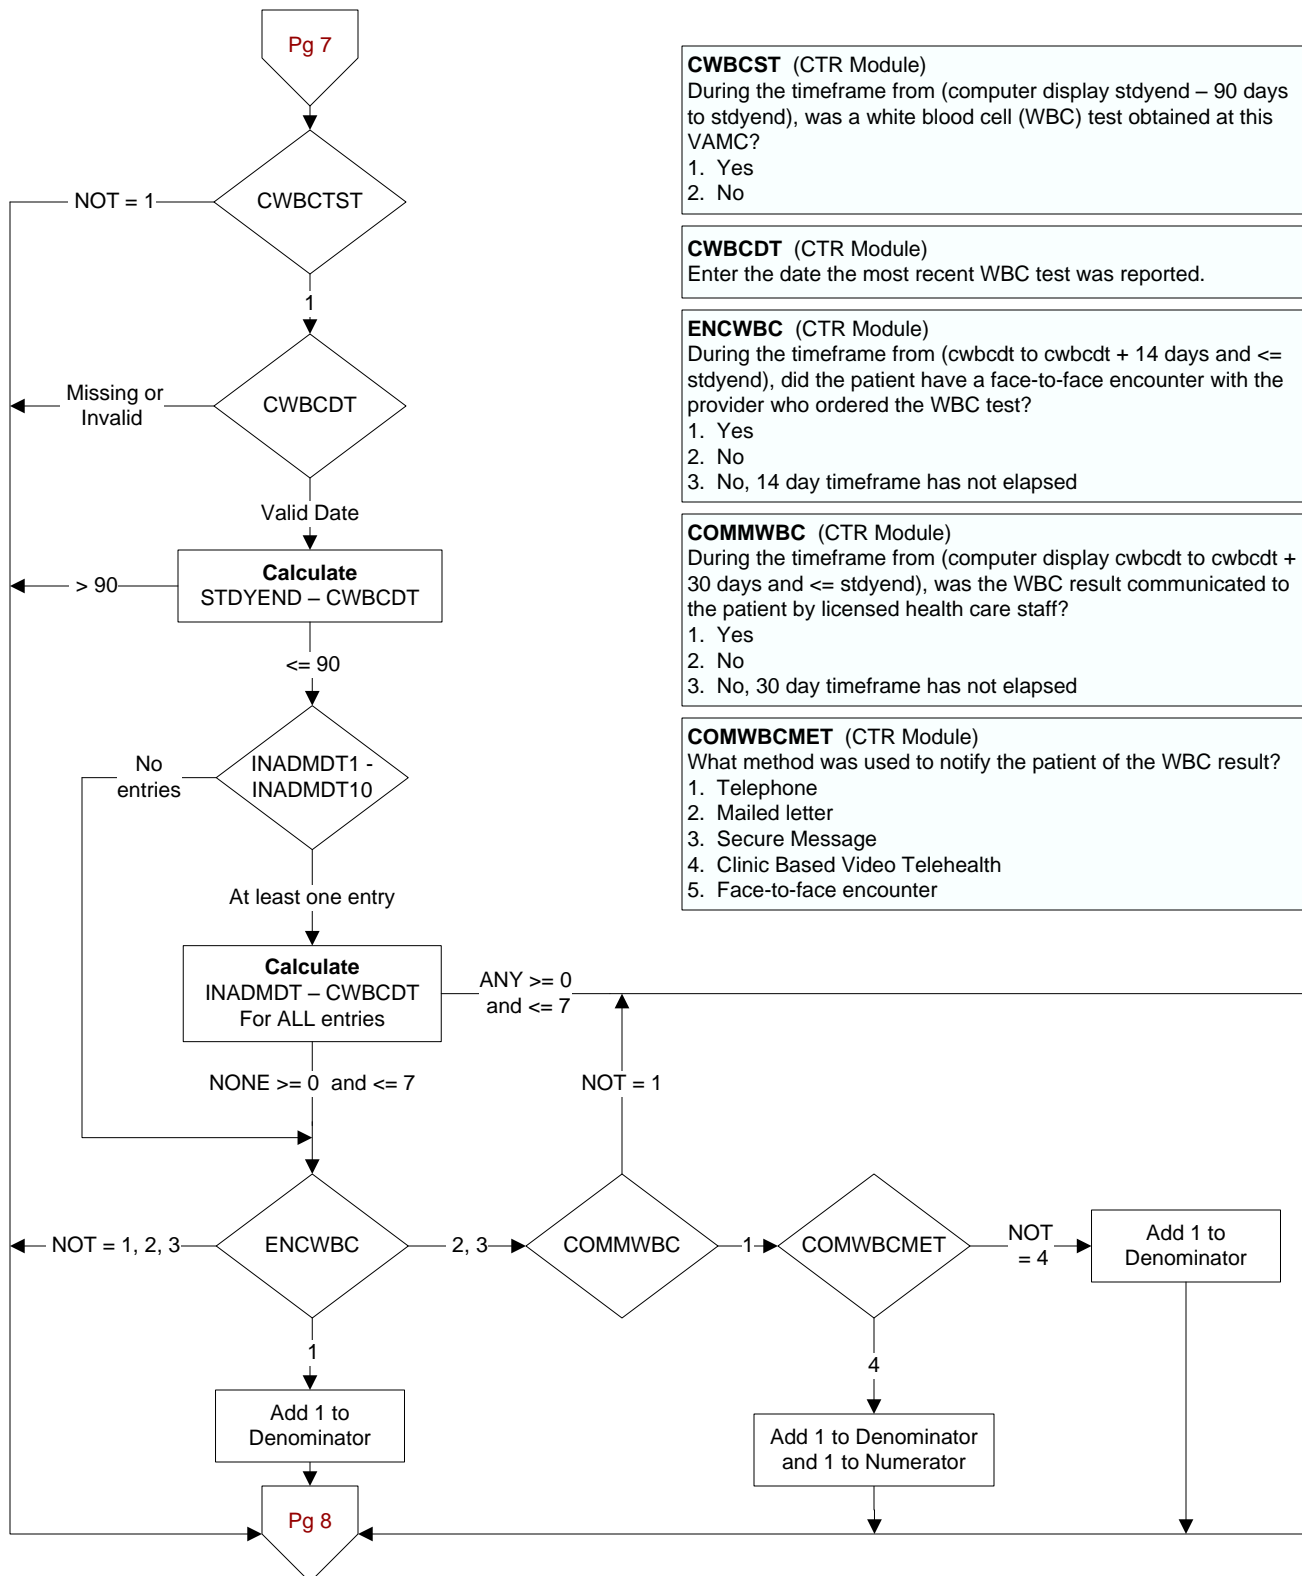 Pg 7
CWBCTST
NOT = 1
1
CWBCDT
Missing or
Invalid
Valid Date
Calculate
STDYEND – CWBCDT
> 90
<= 90
INADMDT1 -
INADMDT10
No
entries
At least one entry
Calculate
INADMDT – CWBCDT
For ALL entries
ANY >= 0
and <= 7
NONE >= 0 and <= 7
NOT = 1
ENCWBC
NOT = 1, 2, 3
2, 3
COMMWBC
1
COMWBCMET
NOT
= 4
Add 1 to
Denominator
1
4
Add 1 to
Denominator
Add 1 to Denominator
and 1 to Numerator
Pg 8
CWBCST (CTR Module)
During the timeframe from (computer display stdyend – 90 days
to stdyend), was a white blood cell (WBC) test obtained at this
VAMC?
1. Yes
2. No
CWBCDT (CTR Module)
Enter the date the most recent WBC test was reported.
ENCWBC (CTR Module)
During the timeframe from (cwbcdt to cwbcdt + 14 days and <=
stdyend), did the patient have a face-to-face encounter with the
provider who ordered the WBC test?
1. Yes
2. No
3. No, 14 day timeframe has not elapsed
COMMWBC (CTR Module)
During the timeframe from (computer display cwbcdt to cwbcdt +
30 days and <= stdyend), was the WBC result communicated to
the patient by licensed health care staff?
1. Yes
2. No
3. No, 30 day timeframe has not elapsed
COMWBCMET (CTR Module)
What method was used to notify the patient of the WBC result?
1. Telephone
2. Mailed letter
3. Secure Message
4. Clinic Based Video Telehealth
5. Face-to-face encounter